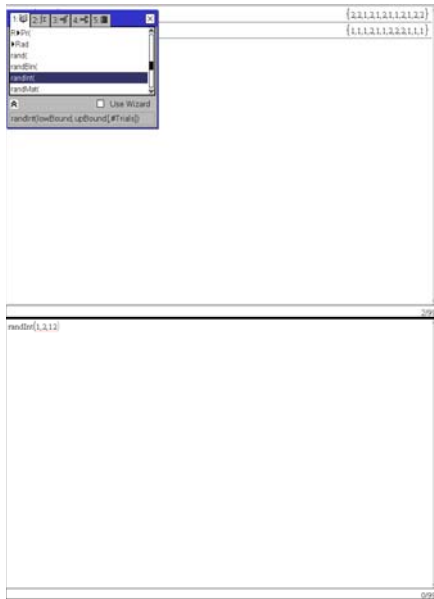 1: 2: 3: 4: 5:
{2,2,1,2,1,2,1,1,2,1,2,2}
R►Pr(
{1,1,1,2,1,1,2,2,2,1,1,1}
►Rad
rand(
randBin(
randInt(
randMat(
Use Wizard
randInt(lowBound,upBound[,#Trials])
2/99
randInt(1,2,12)
0/99